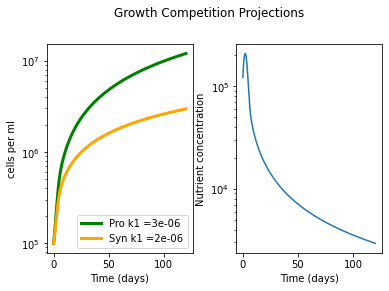 Growth Competition Projections
cells per ml
10^7
10^6
10^5
Pro k1 =3e-06
Syn k1 =2e-06
0
50
100
Time (days)
Nutrient concentration
10^5
10^4
0
50
100
Time (days)